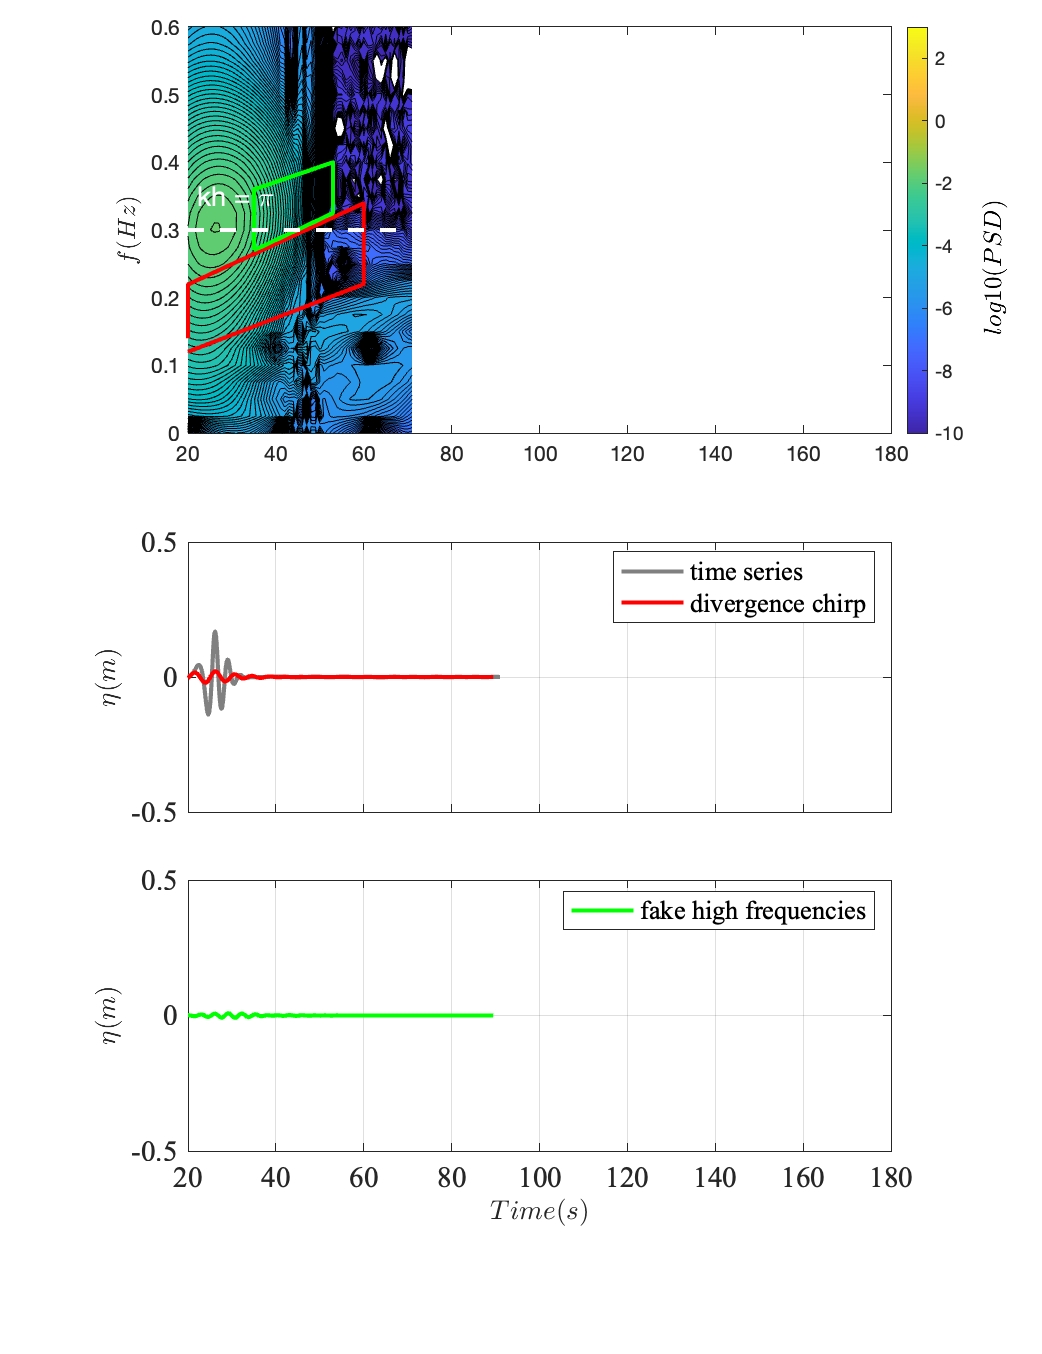 0.6
0.5
0.4
0.3
0.2
0.1
0
f(Hz)
kh = π
20 40 60 80 100 120 140 160 180
2
0
-2
-4
-6
-8
-10
log10(PSD)
0.5
0
-0.5
η(m)
time series
divergence chirp
0.5
0
-0.5
η(m)
fake high frequencies
20 40 60 80 100 120 140 160 180
Time(s)